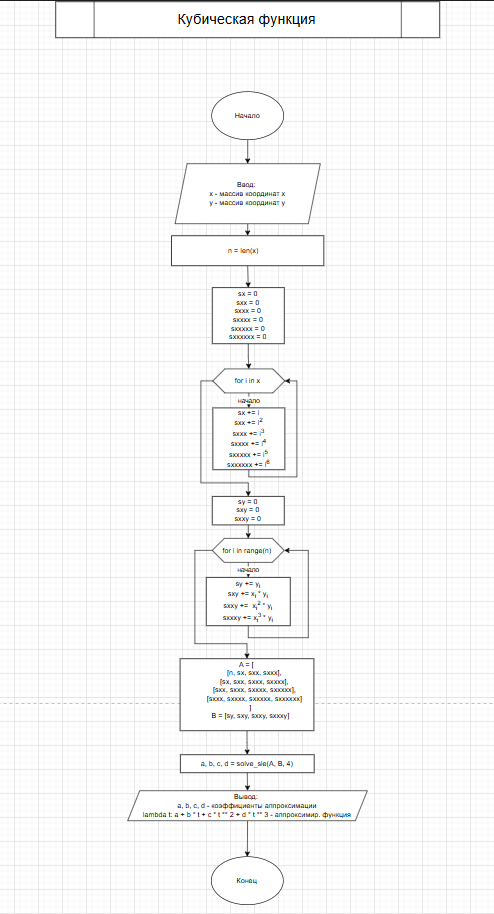 Кубическая функция
Начало
Ввод:
x - массив координат x
y - массив координат y
n = len(x)
sx = 0
sxx = 0
sxxx = 0
sxxxx = 0
sxxxxx = 0
sxxxxxx = 0
for i in x
начало
sx += i
sxx += i²
sxxx += i³
sxxxx += i⁴
sxxxxx += i⁵
sxxxxxx += i⁶
sy = 0
sxy = 0
sxxy = 0
for i in range(n)
начало
sy += yᵢ
sxy += xᵢ * yᵢ
sxxy += xᵢ² * yᵢ
sxxxy += xᵢ³ * yᵢ
A = [
[n, sx, sxx, sxxx],
[sx, sxx, sxxx, sxxxx],
[sxx, sxxx, sxxxx, sxxxxx],
[sxxx, sxxxx, sxxxxx, sxxxxxx]
]
B = [sy, sxy, sxxy, sxxxy]
a, b, c, d = solve_sle(A, B, 4)
Вывод:
a, b, c, d - коэффициенты аппроксимации
lambda t: a + b * t + c * t ** 2 + d * t ** 3 - аппроксимир. функция
Конец